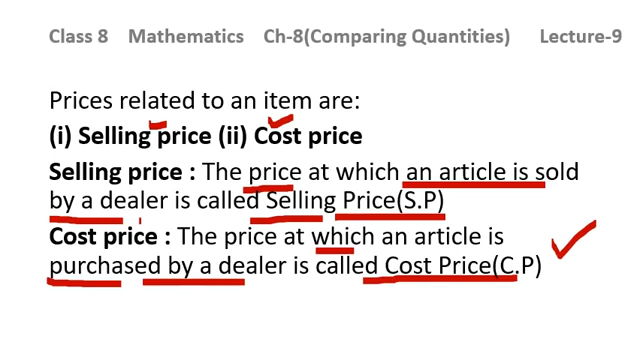 Class 8 Mathematics Ch-8(Comparing Quantities) Lecture-9
Prices related to an item are:
(i) Selling price (ii) Cost price
Selling price : The price at which an article is sold
by a dealer is called Selling Price(S.P)
Cost price : The price at which an article is
purchased by a dealer is called Cost Price(C.P)